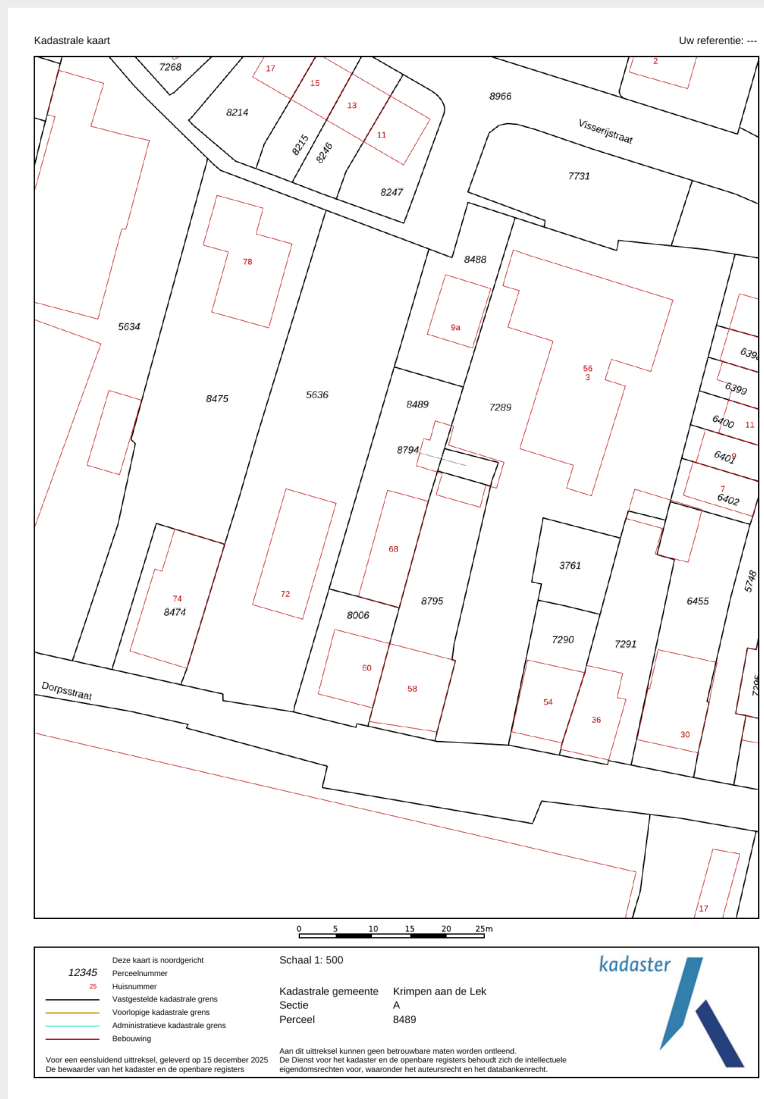 Kadastrale kaart
Uw referentie: ---
7268
17
15
13
11
8214
8215
8246
8247
8966
2
Visserijstraat
7731
78
8488
9a
5634
8475
5636
8489
8794
7289
56
3
6399
6400
11
6401
9
7
6402
68
72
74
8474
8006
8795
3761
7290
7291
6455
5748
60
58
54
36
30
Dorpsstraat
17
0 5 10 15 20 25m
12345
25
Deze kaart is noordgericht
Perceelnummer
Huisnummer
Vastgestelde kadastrale grens
Voorlopige kadastrale grens
Administratieve kadastrale grens
Bebouwing
Voor een eensluidend uittreksel, geleverd op 15 december 2025
De bewaarder van het kadaster en de openbare registers
Schaal 1: 500
Kadastrale gemeente Krimpen aan de Lek
Sectie A
Perceel 8489
Aan dit uittreksel kunnen geen betrouwbare maten worden ontleend.
De Dienst voor het kadaster en de openbare registers behoudt zich de intellectuele
eigendomsrechten voor, waaronder het auteursrecht en het databankenrecht.
kadaster